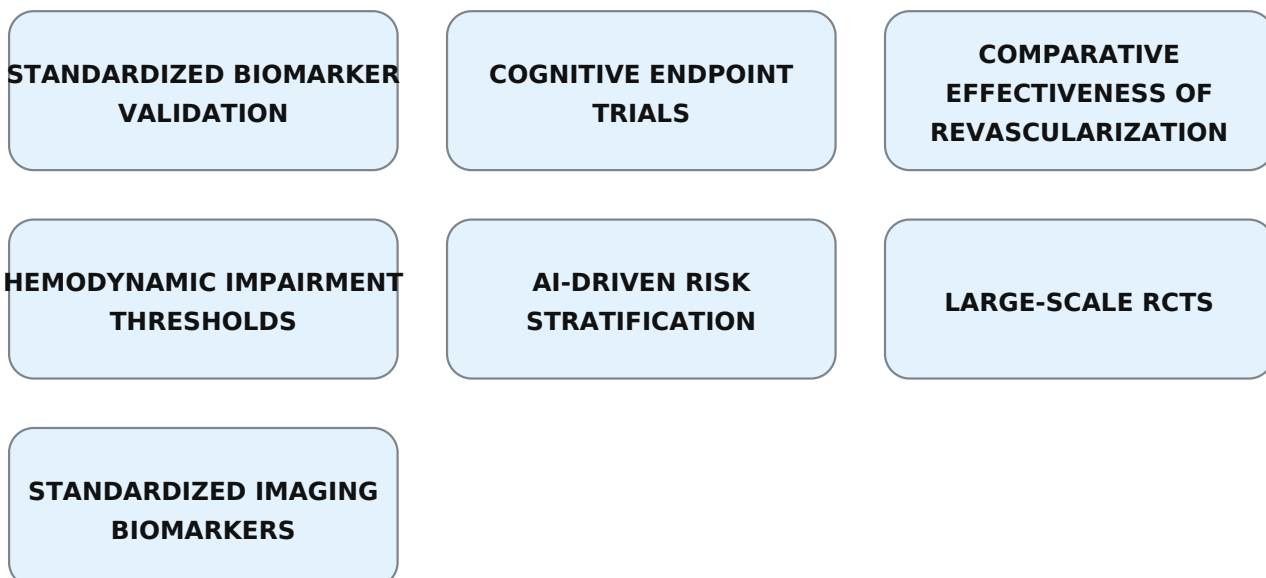 STANDARDIZED BIOMARKER
VALIDATION
COGNITIVE ENDPOINT
TRIALS
COMPARATIVE
EFFECTIVENESS OF
REVASCULARIZATION
HEMODYNAMIC IMPAIRMENT
THRESHOLDS
AI-DRIVEN RISK
STRATIFICATION
LARGE-SCALE RCTS
STANDARDIZED IMAGING
BIOMARKERS